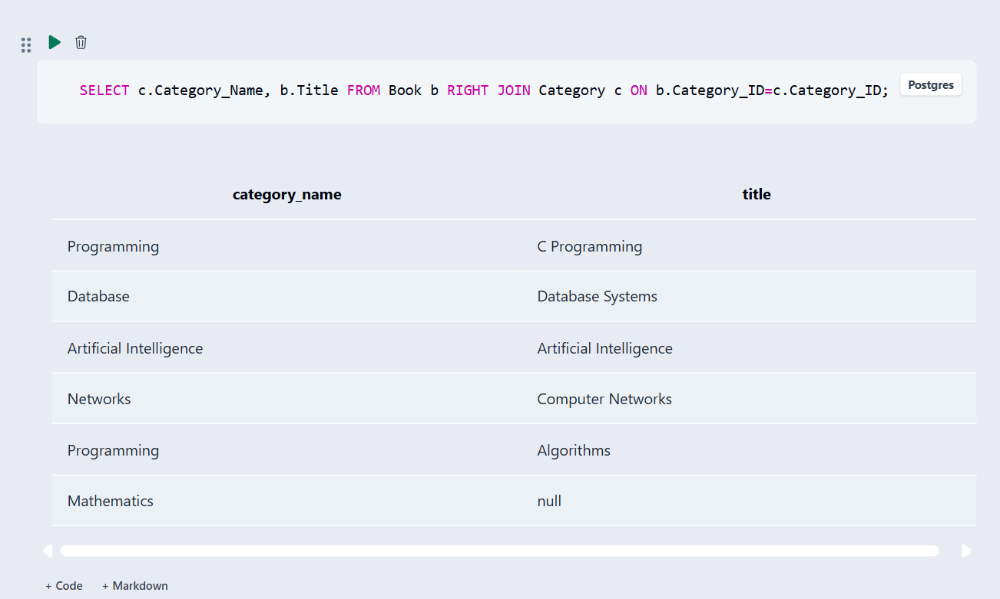 SELECT c.Category_Name, b.Title FROM Book b RIGHT JOIN Category c ON b.Category_ID=c.Category_ID;
Postgres
category_name title
Programming C Programming
Database Database Systems
Artificial Intelligence Artificial Intelligence
Networks Computer Networks
Programming Algorithms
Mathematics null
+ Code + Markdown